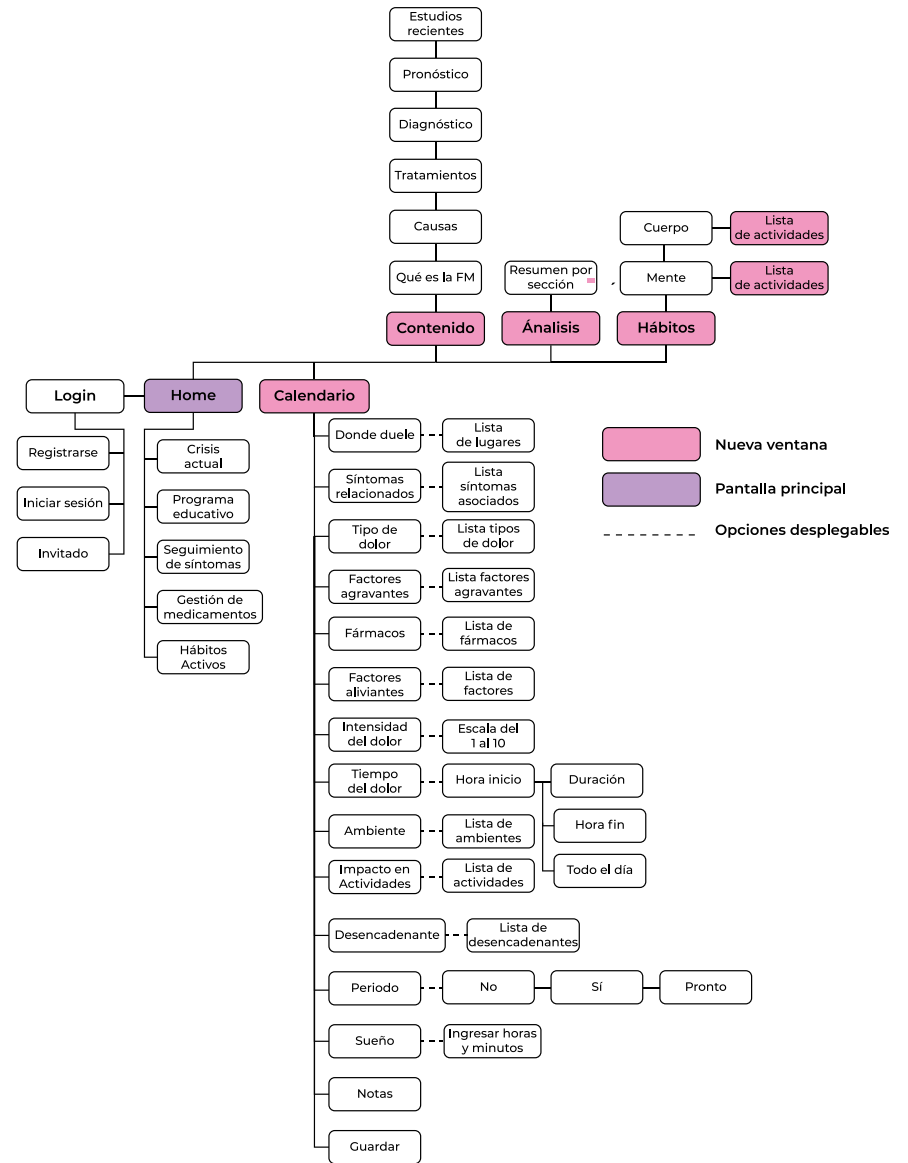 Estudios
recientes
Pronóstico
Diagnóstico
Tratamientos
Causas
Qué es la FM
Contenido
Resumen por
sección
Ánalisis
Cuerpo
Lista
de actividades
Mente
Lista
de actividades
Hábitos
Login
Home
Calendario
Registrarse
Iniciar sesión
Invitado
Crisis
actual
Programa
educativo
Seguimiento
de síntomas
Gestión de
medicamentos
Hábitos
Activos
Donde duele
Lista
de lugares
Síntomas
relacionados
Lista
síntomas
asociados
Tipo de
dolor
Lista tipos
de dolor
Factores
agravantes
Lista factores
agravantes
Fármacos
Lista de
fármacos
Factores
aliviantes
Lista de
factores
Intensidad
del dolor
Escala del
1 al 10
Tiempo
del dolor
Hora inicio
Duración
Hora fin
Todo el día
Ambiente
Lista de
ambientes
Impacto en
Actividades
Lista de
actividades
Desencadenante
Lista de
desencadenantes
Periodo
No
Sí
Pronto
Sueño
Ingresar horas
y minutos
Notas
Guardar
Nueva ventana
Pantalla principal
Opciones desplegables